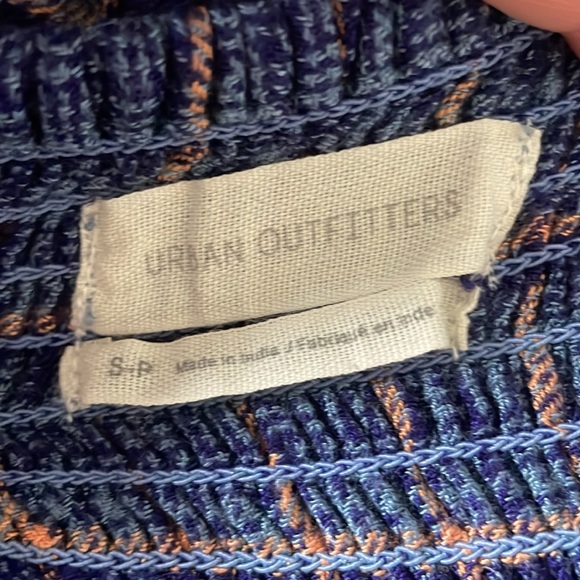 URBAN OUTFITTERS
S-P Made in India / Fabriqué en Inde